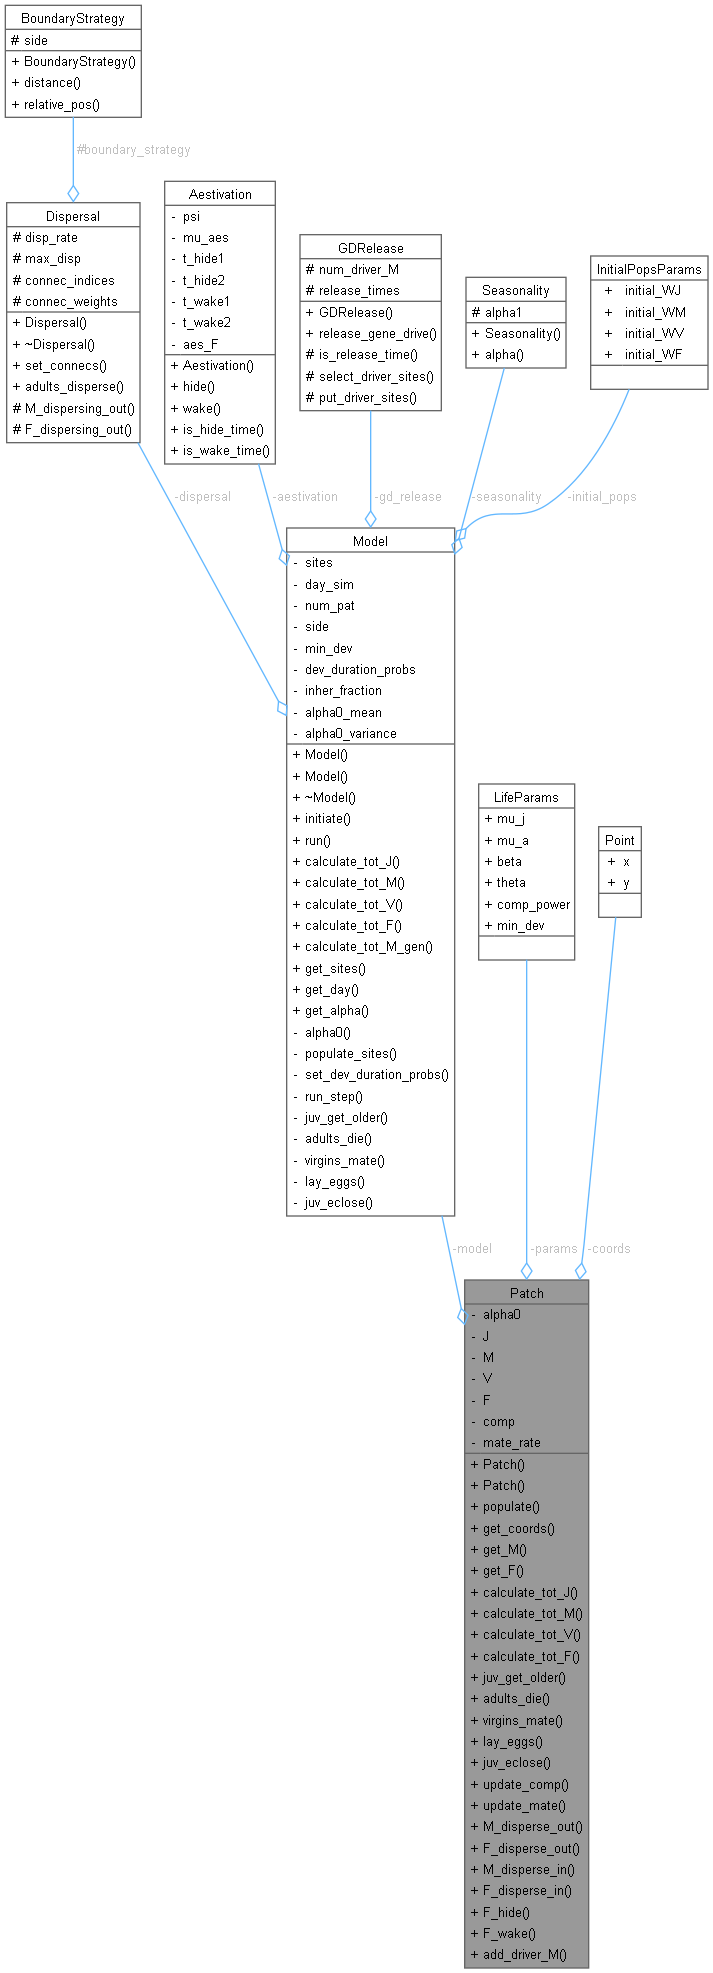 BoundaryStrategy
# side
+ BoundaryStrategy()
+ distance()
+ relative_pos()
#boundary_strategy
Dispersal
# disp_rate
# max_disp
# connec_indices
# connec_weights
+ Dispersal()
+ ~Dispersal()
+ set_connecs()
+ adults_disperse()
# M_dispersing_out()
# F_dispersing_out()
Aestivation
- psi
- mu_aes
- t_hide1
- t_hide2
- t_wake1
- t_wake2
- aes_F
+ Aestivation()
+ hide()
+ wake()
+ is_hide_time()
+ is_wake_time()
GDRelease
# num_driver_M
# release_times
+ GDRelease()
+ release_gene_drive()
# is_release_time()
# select_driver_sites()
# put_driver_sites()
Seasonality
# alpha1
+ Seasonality()
+ alpha()
InitialPopsParams
+ initial_WJ
+ initial_WM
+ initial_WV
+ initial_WF
-dispersal
-aestivation
-gd_release
-seasonality
-initial_pops
Model
- sites
- day_sim
- num_pat
- side
- min_dev
- dev_duration_probs
- inher_fraction
- alpha0_mean
- alpha0_variance
+ Model()
+ Model()
+ ~Model()
+ initiate()
+ run()
+ calculate_tot_J()
+ calculate_tot_M()
+ calculate_tot_V()
+ calculate_tot_F()
+ calculate_tot_M_gen()
+ get_sites()
+ get_day()
+ get_alpha()
- alpha0()
- populate_sites()
- set_dev_duration_probs()
- run_step()
- juv_get_older()
- adults_die()
- virgins_mate()
- lay_eggs()
- juv_eclose()
LifeParams
+ mu_j
+ mu_a
+ beta
+ theta
+ comp_power
+ min_dev
Point
+ x
+ y
-model
-params
-coords
Patch
- alpha0
- J
- M
- V
- F
- comp
- mate_rate
+ Patch()
+ Patch()
+ populate()
+ get_coords()
+ get_M()
+ get_F()
+ calculate_tot_J()
+ calculate_tot_M()
+ calculate_tot_V()
+ calculate_tot_F()
+ juv_get_older()
+ adults_die()
+ virgins_mate()
+ lay_eggs()
+ juv_eclose()
+ update_comp()
+ update_mate()
+ M_disperse_out()
+ F_disperse_out()
+ M_disperse_in()
+ F_disperse_in()
+ F_hide()
+ F_wake()
+ add_driver_M()